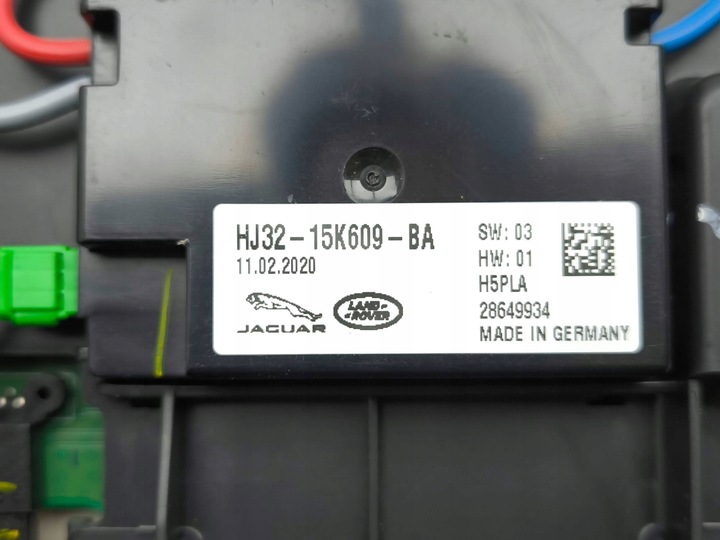 HJ32-15K609-BA
11.02.2020
JAGUAR
LAND-
-ROVER
SW: 03
HW: 01
H5PLA
28649934
MADE IN GERMANY